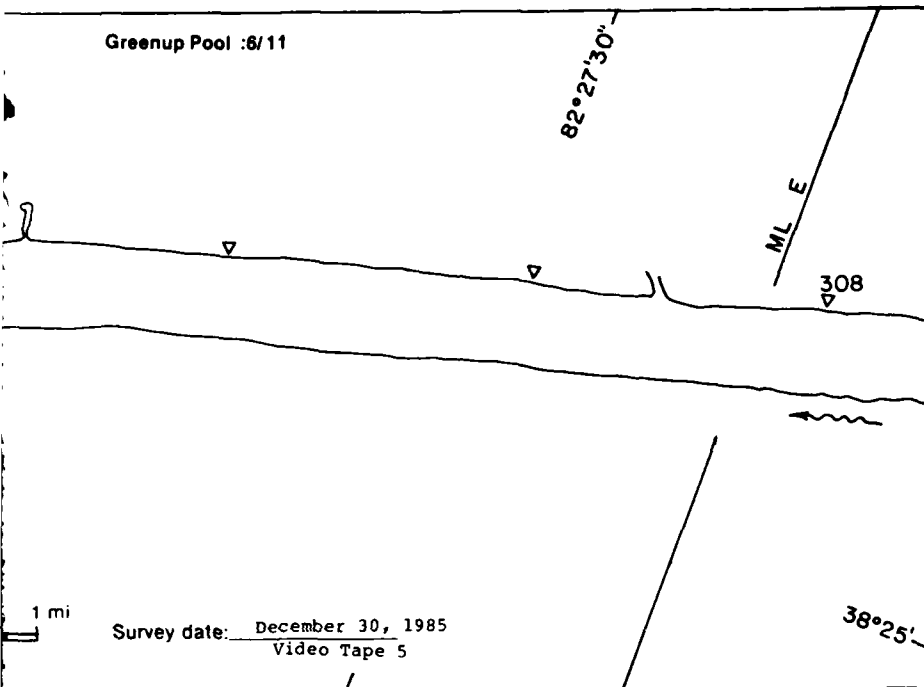 Greenup Pool :6/11
82°27'30"
ML E
308
1 mi
Survey date: December 30, 1985
Video Tape 5
38°25'